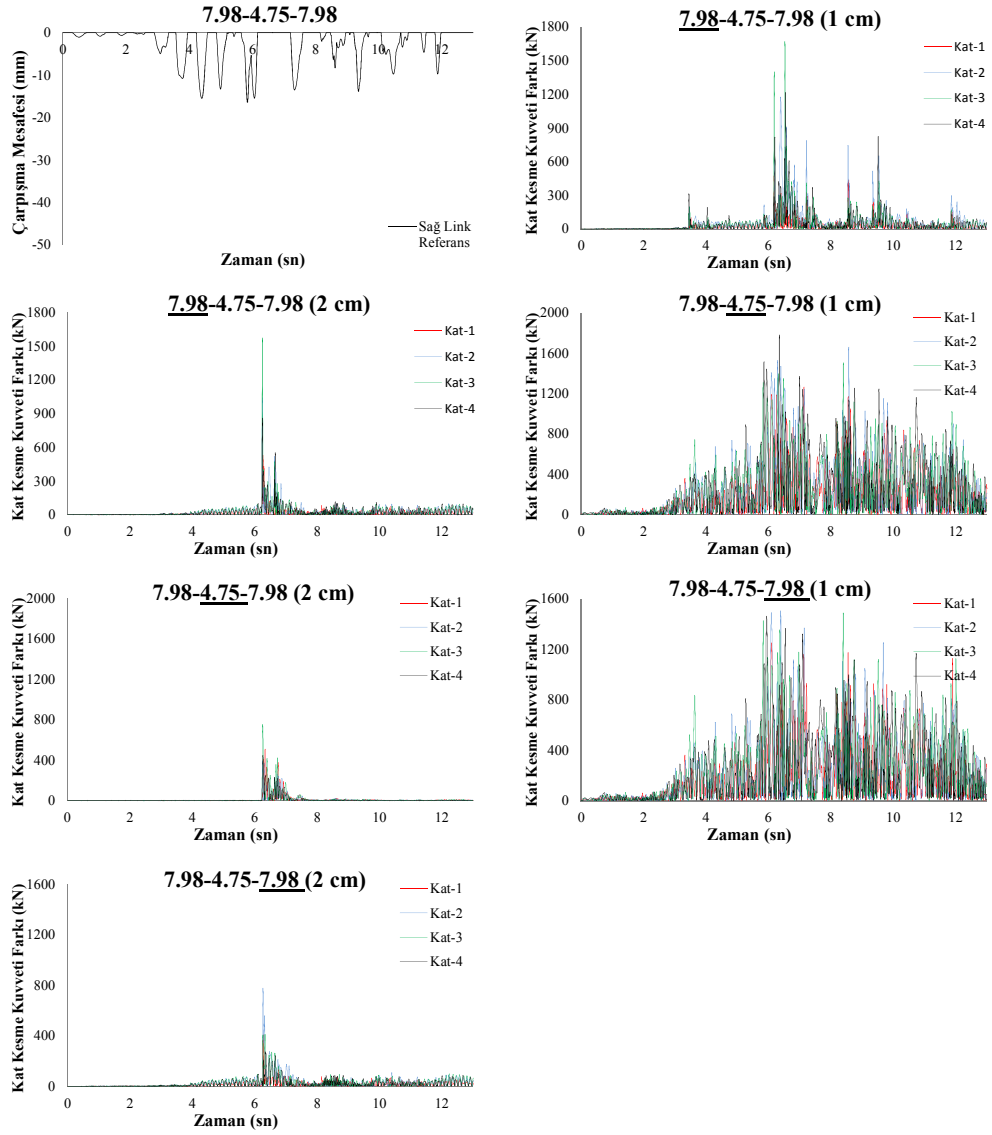 7.98-4.75-7.98
Çarpışma Mesafesi (mm)
0
-10
-20
-30
-40
-50
0 2 4 6 8 10 12
Sağ Link
Referans
Zaman (sn)
7.98-4.75-7.98 (1 cm)
Kat Kesme Kuvveti Farkı (kN)
1800
1500
1200
900
600
300
0
Kat-1
Kat-2
Kat-3
Kat-4
0 2 4 6 8 10 12
Zaman (sn)
7.98-4.75-7.98 (2 cm)
Kat Kesme Kuvveti Farkı (kN)
1800
1500
1200
900
600
300
0
Kat-1
Kat-2
Kat-3
Kat-4
0 2 4 6 8 10 12
Zaman (sn)
7.98-4.75-7.98 (1 cm)
Kat Kesme Kuvveti Farkı (kN)
2000
1600
1200
800
400
0
Kat-1
Kat-2
Kat-3
Kat-4
0 2 4 6 8 10 12
Zaman (sn)
7.98-4.75-7.98 (2 cm)
Kat Kesme Kuvveti Farkı (kN)
2000
1600
1200
800
400
0
Kat-1
Kat-2
Kat-3
Kat-4
0 2 4 6 8 10 12
Zaman (sn)
7.98-4.75-7.98 (1 cm)
Kat Kesme Kuvveti Farkı (kN)
1600
1200
800
400
0
Kat-1
Kat-2
Kat-3
Kat-4
0 2 4 6 8 10 12
Zaman (sn)
7.98-4.75-7.98 (2 cm)
Kat Kesme Kuvveti Farkı (kN)
1600
1200
800
400
0
Kat-1
Kat-2
Kat-3
Kat-4
0 2 4 6 8 10 12
Zaman (sn)